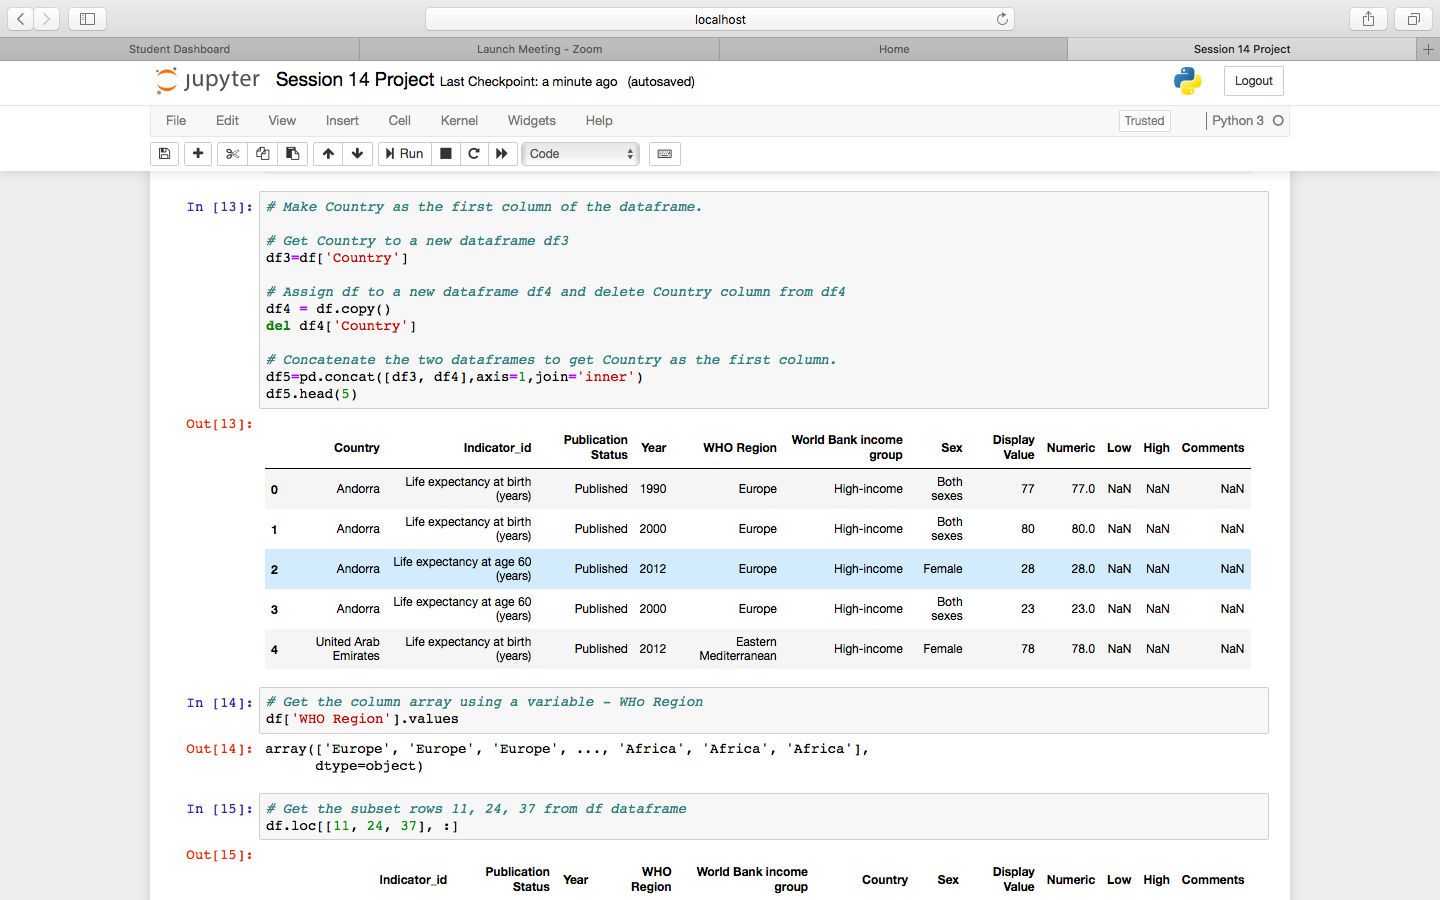 localhost
Student Dashboard
Launch Meeting - Zoom
Home
Session 14 Project
jupyter Session 14 Project Last Checkpoint: a minute ago (autosaved)
Logout
File Edit View Insert Cell Kernel Widgets Help
Trusted
Python 3
Run
Code
In [13]:
# Make Country as the first column of the dataframe.
# Get Country to a new dataframe df3
df3=df['Country']
# Assign df to a new dataframe df4 and delete Country column from df4
df4 = df.copy()
del df4['Country']
# Concatenate the two dataframes to get Country as the first column.
df5=pd.concat([df3, df4],axis=1,join='inner')
df5.head(5)
Out[13]:
Country Indicator_id Publication Status Year WHO Region World Bank income group Sex Display Value Numeric Low High Comments
0 Andorra Life expectancy at birth (years) Published 1990 Europe High-income Both sexes 77 77.0 NaN NaN NaN
1 Andorra Life expectancy at birth (years) Published 2000 Europe High-income Both sexes 80 80.0 NaN NaN NaN
2 Andorra Life expectancy at age 60 (years) Published 2012 Europe High-income Female 28 28.0 NaN NaN NaN
3 Andorra Life expectancy at age 60 (years) Published 2000 Europe High-income Both sexes 23 23.0 NaN NaN NaN
4 United Arab Emirates Life expectancy at birth (years) Published 2012 Eastern Mediterranean High-income Female 78 78.0 NaN NaN NaN
In [14]:
# Get the column array using a variable - WHo Region
df['WHO Region'].values
Out[14]:
array(['Europe', 'Europe', 'Europe', ..., 'Africa', 'Africa', 'Africa'],
dtype=object)
In [15]:
# Get the subset rows 11, 24, 37 from df dataframe
df.loc[[11, 24, 37], :]
Out[15]:
Indicator_id Publication Status Year WHO Region World Bank income group Country Sex Display Value Numeric Low High Comments